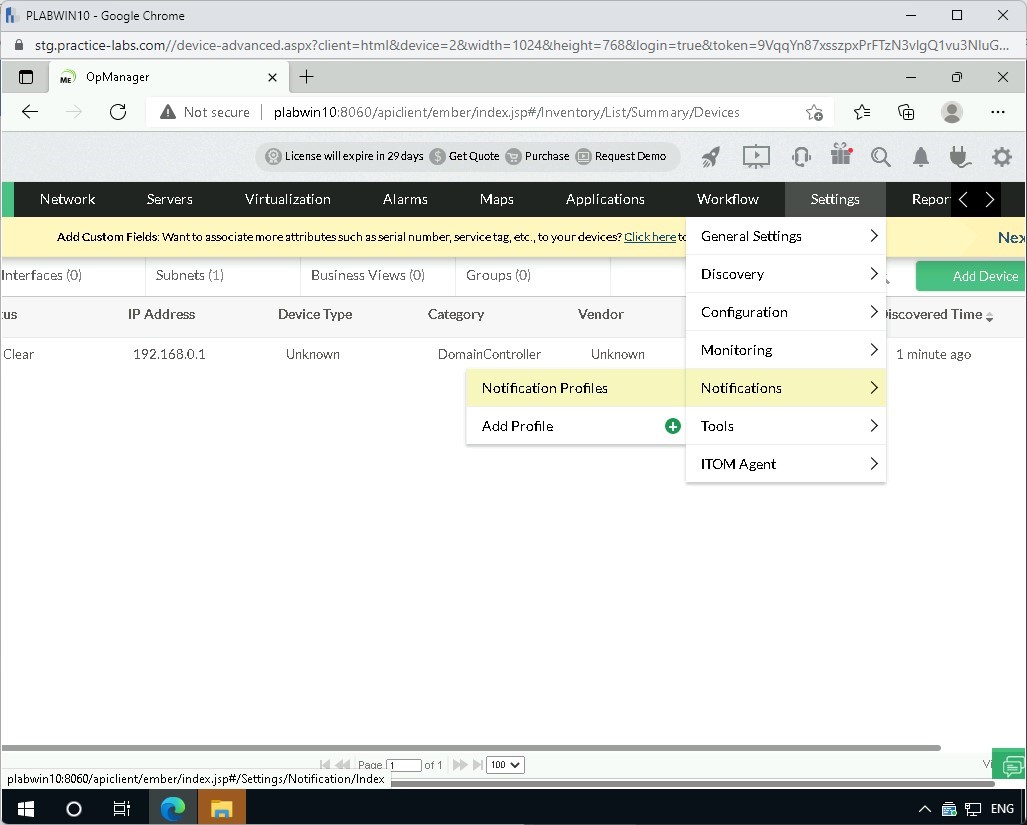 PLABWIN10 - Google Chrome
stg.practice-labs.com//device-advanced.aspx?client=html&device=2&width=1024&height=768&login=true&token=9VqqYn87xsszpxPrFTzN3vlgQ1vu3NluG...
ME OpManager
Not secure plabwin10:8060/apiclient/ember/index.jsp#/Inventory/List/Summary/Devices
License will expire in 29 days $ Get Quote Purchase Request Demo
Network Servers Virtualization Alarms Maps Applications Workflow Settings Repor
Add Custom Fields: Want to associate more attributes such as serial number, service tag, etc., to your devices? Click here to
Nex
General Settings
Interfaces (0) Subnets (1) Business Views (0) Groups (0)
Discovery
Add Device
tus IP Address Device Type Category Vendor
Configuration
Discovered Time
Clear 192.168.0.1 Unknown DomainController Unknown
Monitoring
1 minute ago
Notification Profiles
Notifications
Add Profile
Tools
ITOM Agent
Page 1 of 1 100
Vi
plabwin10:8060/apiclient/ember/index.jsp#/Settings/Notification/Index
ENG